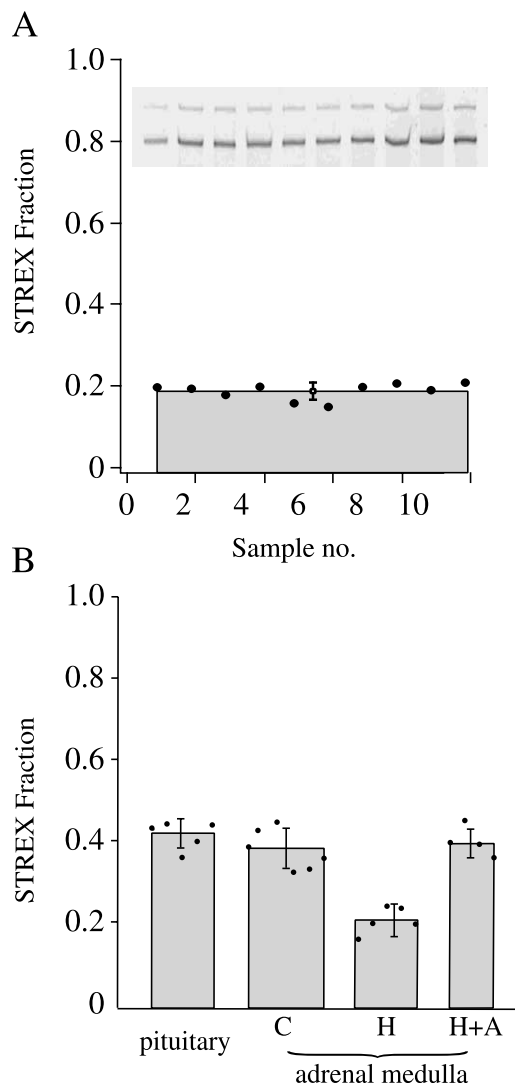 A
1.0
0.8
0.6
0.4
0.2
0
STREX Fraction
0 2 4 6 8 10
Sample no.
B
1.0
0.8
0.6
0.4
0.2
0
STREX Fraction
pituitary C H H+A
adrenal medulla